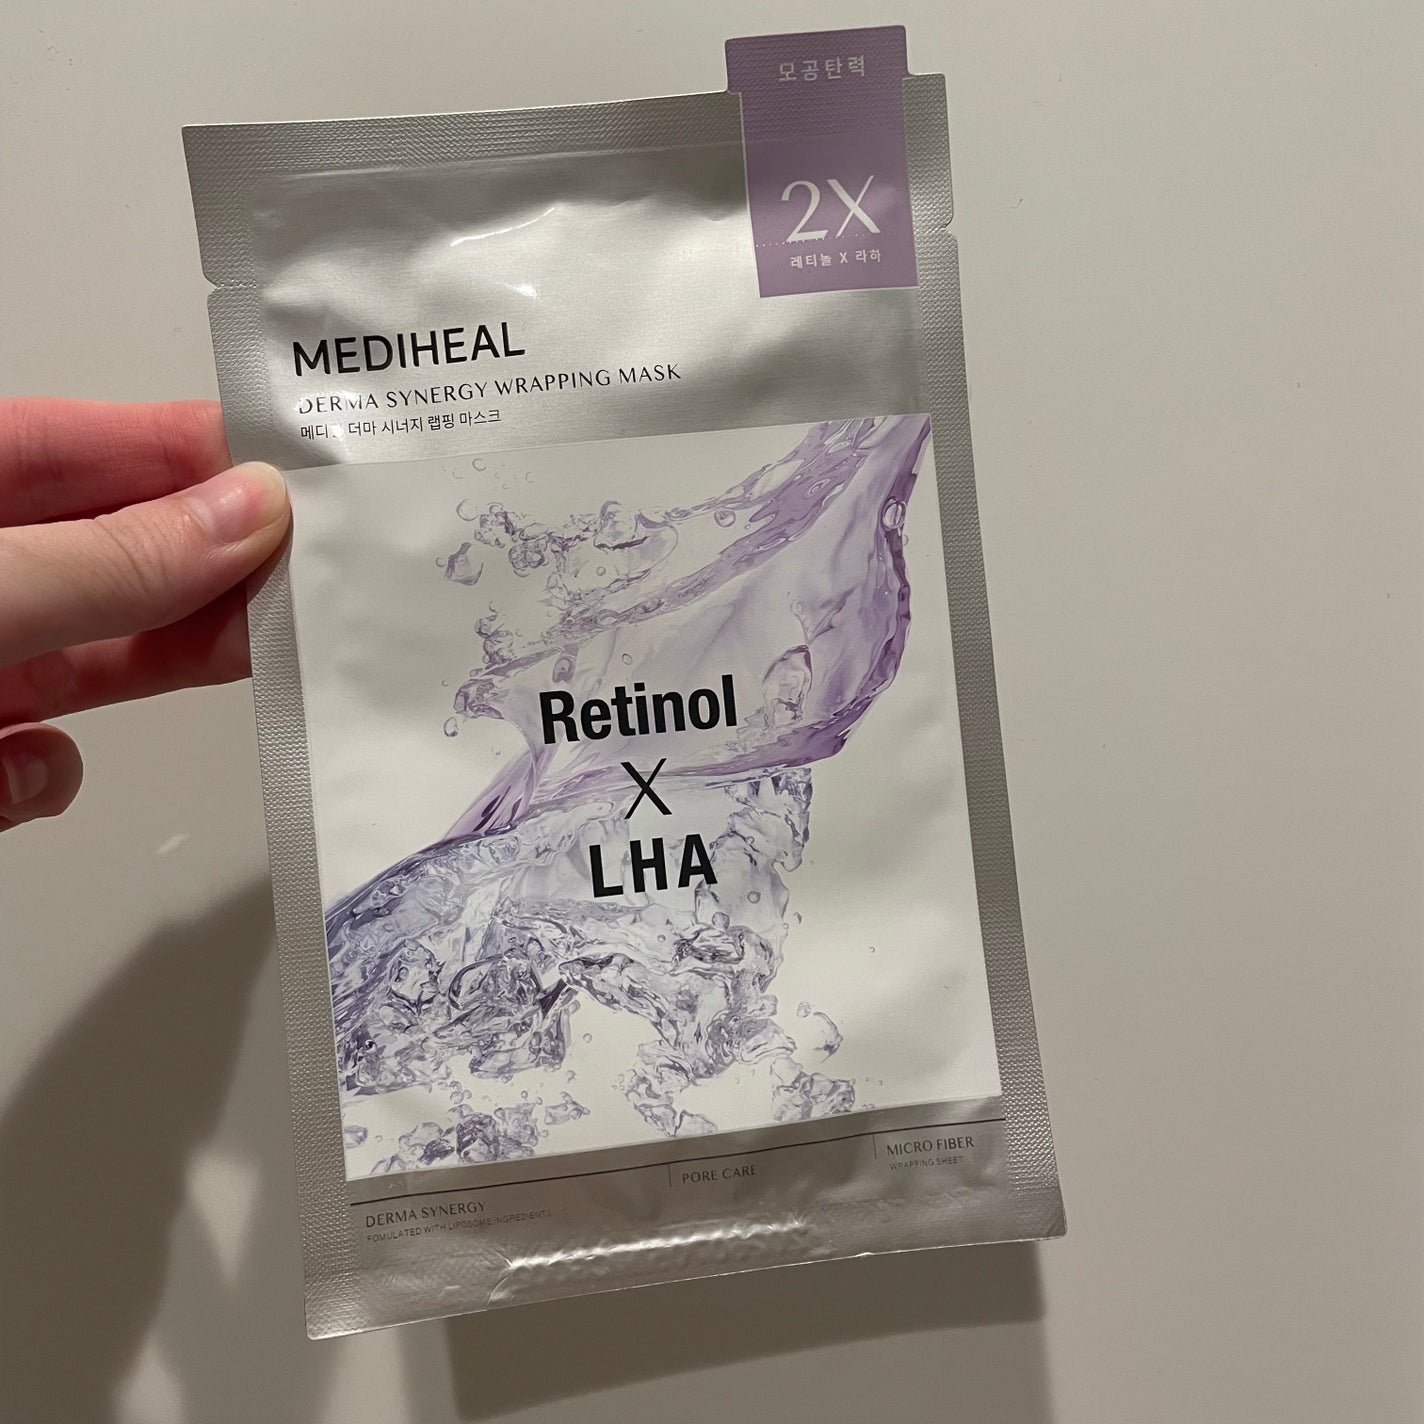 모공탄력
2X
레티놀 X 라하
MEDIHEAL
DERMA SYNERGY WRAPPING MASK
더마 시너지 랩핑 마스크
Retinol
X
LHA
DERMA SYNERGY
FOMULATED WITH LIPOSOME INGREDIENTS
PORE CARE
MICRO FIBER
WRAPPING SHEET